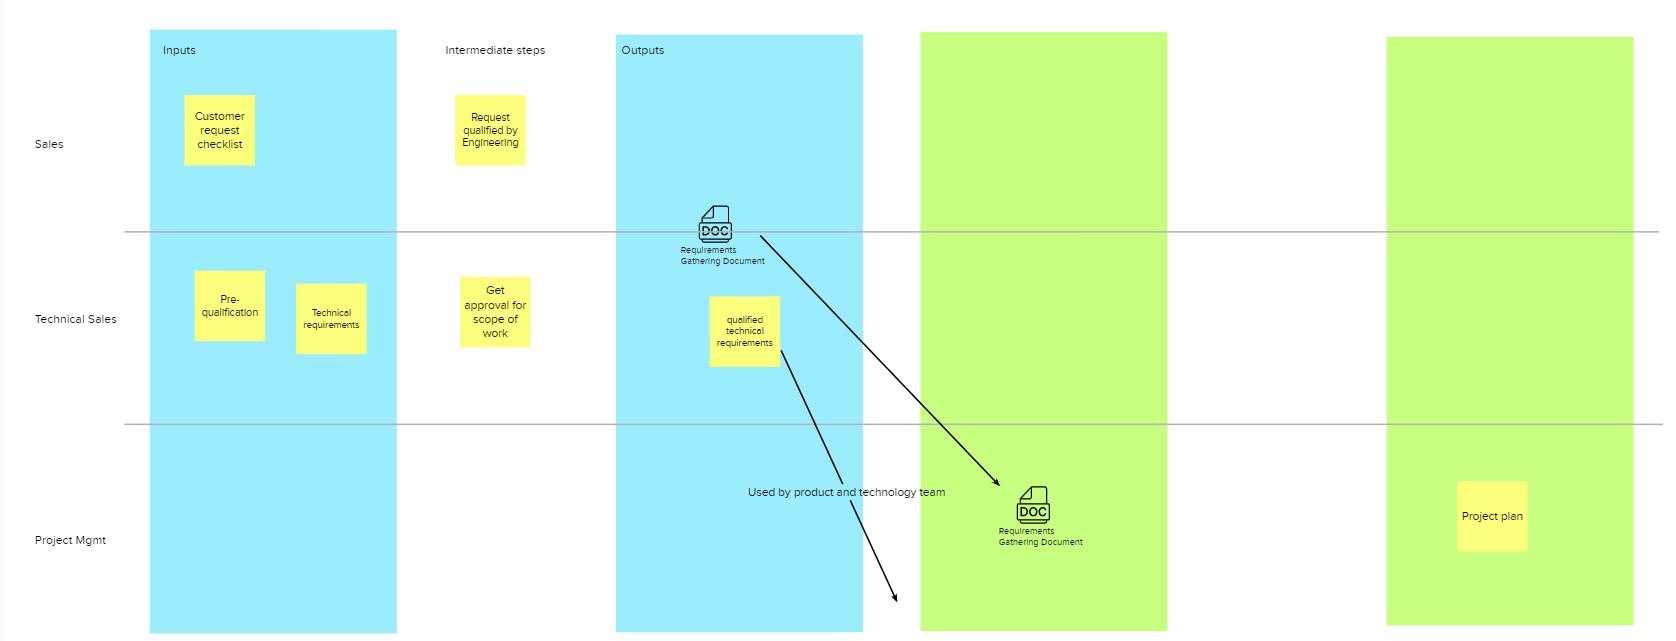 Inputs
Intermediate steps
Outputs
Sales
Customer
request
checklist
Request
qualified by
Engineering
DOC
Requirements
Gathering Document
Technical Sales
Pre-
qualification
Technical
requirements
Get
approval for
scope of
work
qualified
technical
requirements
Used by product and technology team
Project Mgmt
DOC
Requirements
Gathering Document
Project plan